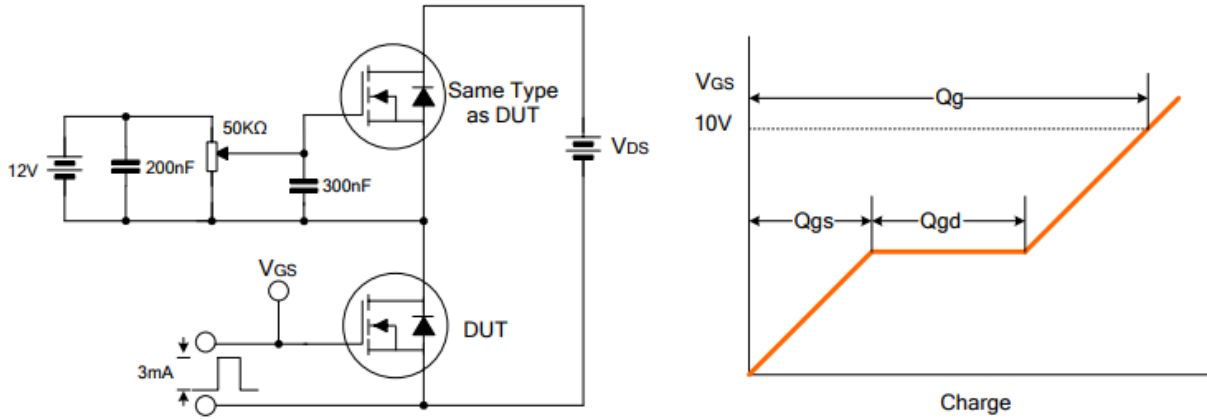 12V
200nF
50KΩ
300nF
Same Type
as DUT
VDS
VGS
DUT
3mA
VGS
10V
Qg
Qgs
Qgd
Charge